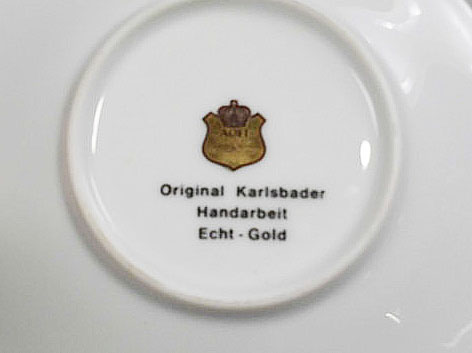 Original Karlsbader
Handarbeit
Echt - Gold